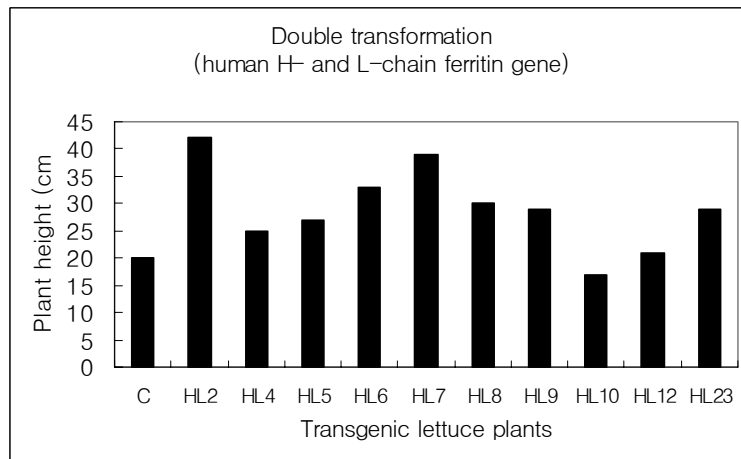 Double transformation
(human H- and L-chain ferritin gene)
45
40
35
30
25
20
15
10
5
0
Plant height (cm
C HL2 HL4 HL5 HL6 HL7 HL8 HL9 HL10 HL12 HL23
Transgenic lettuce plants